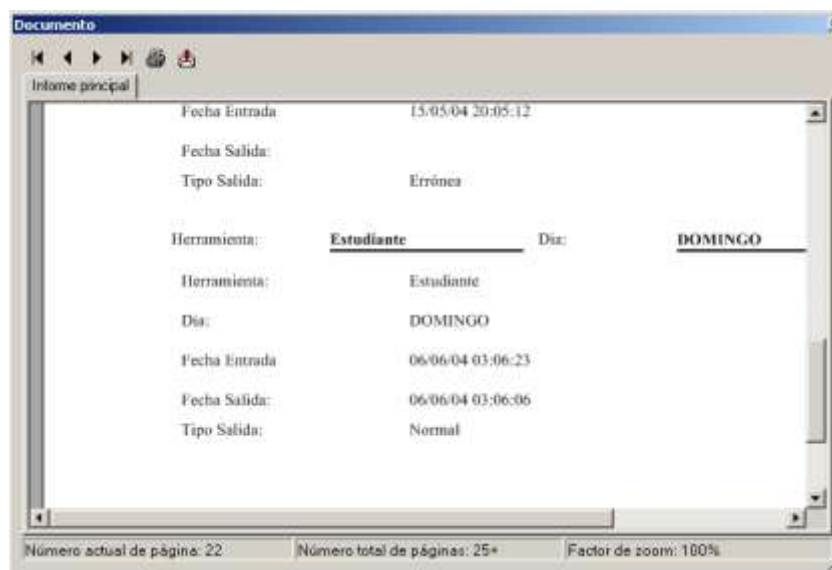 Documento
Informe principal
Fecha Entrada 15/05/04 20:05:12
Fecha Salida:
Tipo Salida: Errónea
Herramienta: Estudiante Dia: DOMINGO
Herramienta: Estudiante
Dia: DOMINGO
Fecha Entrada 06/06/04 03:06:23
Fecha Salida: 06/06/04 03:06:06
Tipo Salida: Normal
Número actual de página: 22 Número total de páginas: 25+ Factor de zoom: 100%